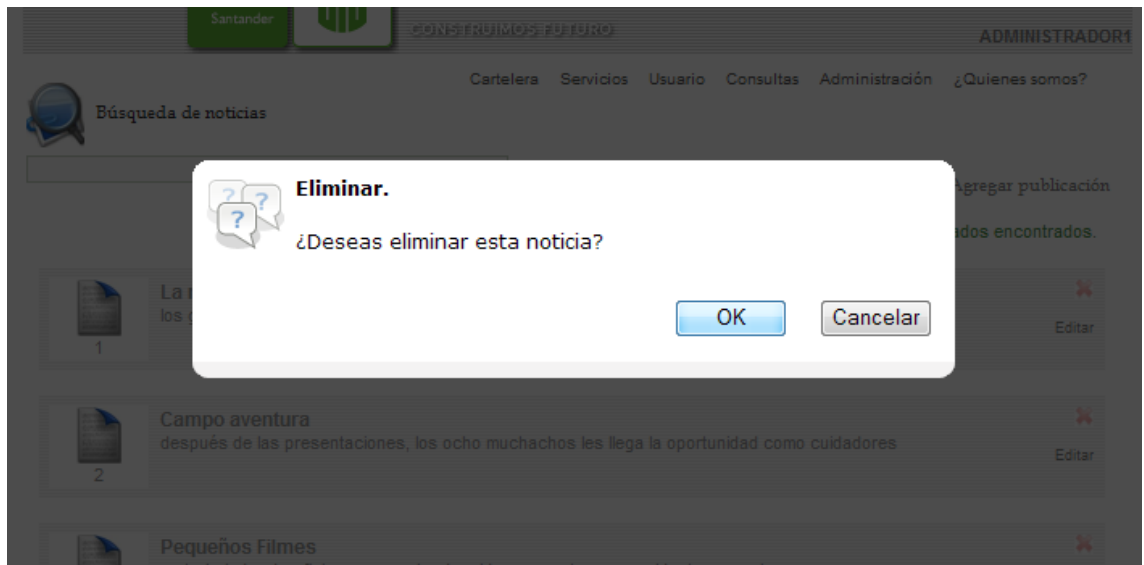 Santander
CONSTRUIMOS FUTURO
ADMINISTRADOR1
Cartelera Servicios Usuario Consultas Administración ¿Quienes somos?
Búsqueda de noticias
Agregar publicación
encontrados.
Eliminar.
¿Deseas eliminar esta noticia?
OK Cancelar
La
los
Editar
1
Campo aventura
después de las presentaciones, los ocho muchachos les llega la oportunidad como cuidadores
Editar
2
Pequeños Filmes